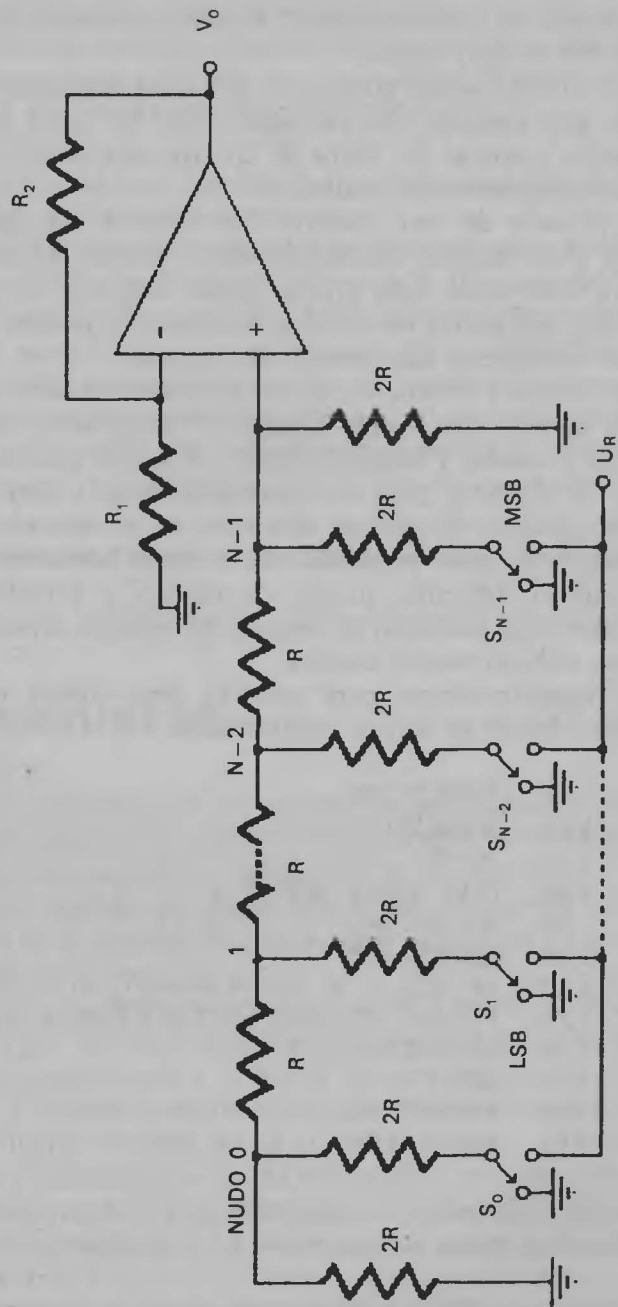 V₀
R₂
-
+
R₁
2R
N-1
2R
MSB
S_{N-1}
U_R
R
N-2
2R
S_{N-2}
R
1
2R
S₁
LSB
R
NUDO 0
2R
S₀
2R